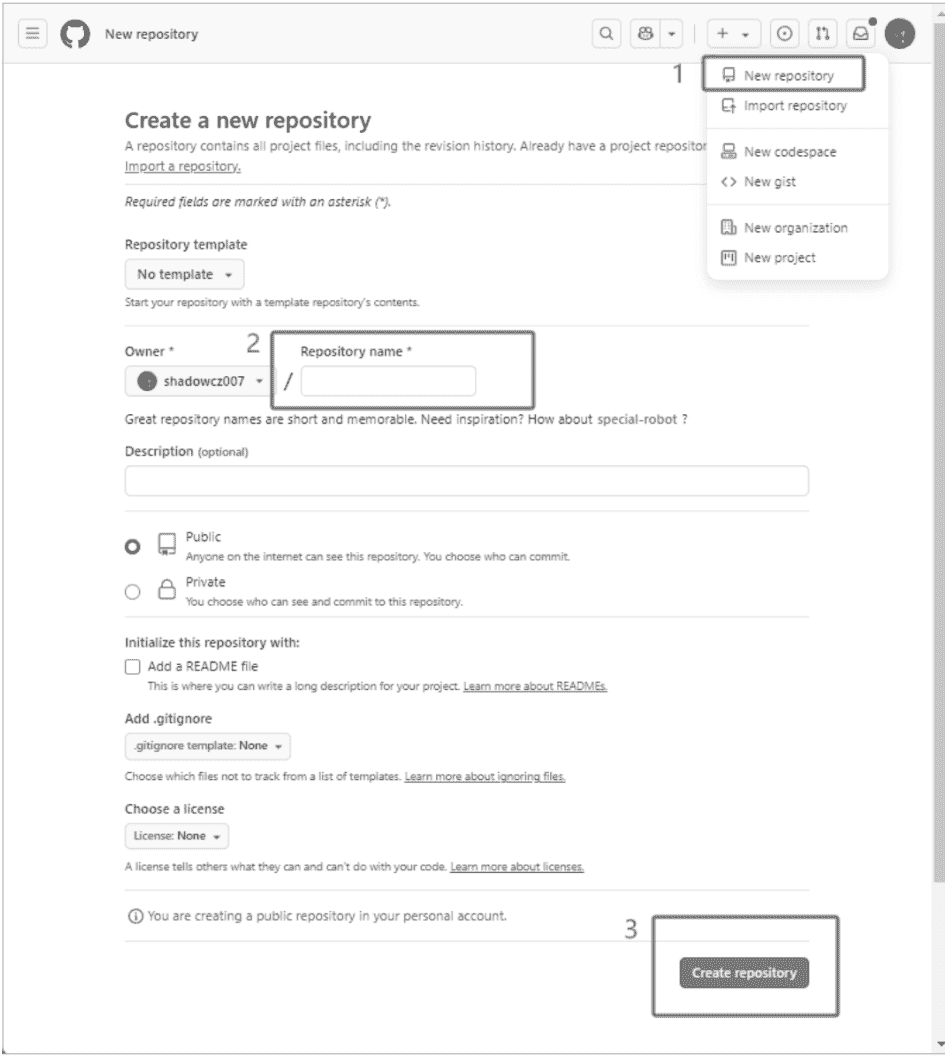 New repository
1
New repository
Import repository
New codespace
New gist
New organization
New project
Create a new repository
A repository contains all project files, including the revision history. Already have a project
Import a repository.
Required fields are marked with an asterisk (*).
Repository template
No template
Start your repository with a template repository's contents.
2
Owner *
Repository name *
shadowcz007
/
Great repository names are short and memorable. Need inspiration? How about special-robot ?
Description (optional)
Public
Anyone on the internet can see this repository. You choose who can commit.
Private
You choose who can see and commit to this repository.
Initialize this repository with:
Add a README file
This is where you can write a long description for your project. Learn more about READMEs.
Add .gitignore
.gitignore template: None
Choose which files not to track from a list of templates. Learn more about ignoring files.
Choose a license
License: None
A license tells others what they can and can't do with your code. Learn more about licenses.
You are creating a public repository in your personal account.
3
Create repository